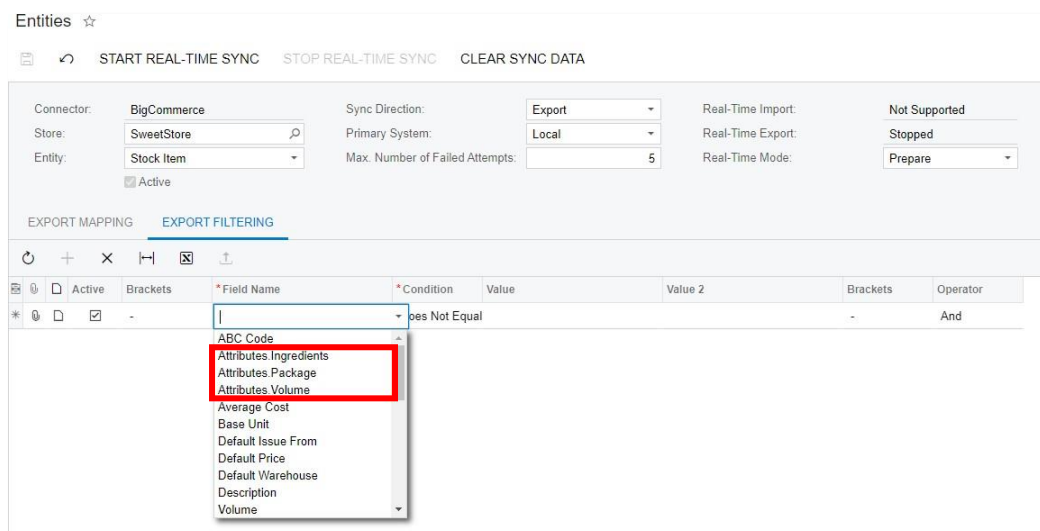 Entities
START REAL-TIME SYNC STOP REAL-TIME SYNC CLEAR SYNC DATA
Connector: BigCommerce Sync Direction: Export Real-Time Import: Not Supported
Store: SweetStore Primary System: Local Real-Time Export: Stopped
Entity: Stock Item Max. Number of Failed Attempts: 5 Real-Time Mode: Prepare
Active
EXPORT MAPPING EXPORT FILTERING
Active Brackets * Field Name * Condition Value Value 2 Brackets Operator
- oes Not Equal - And
ABC Code
Attributes.Ingredients
Attributes.Package
Attributes.Volume
Average Cost
Base Unit
Default Issue From
Default Price
Default Warehouse
Description
Volume